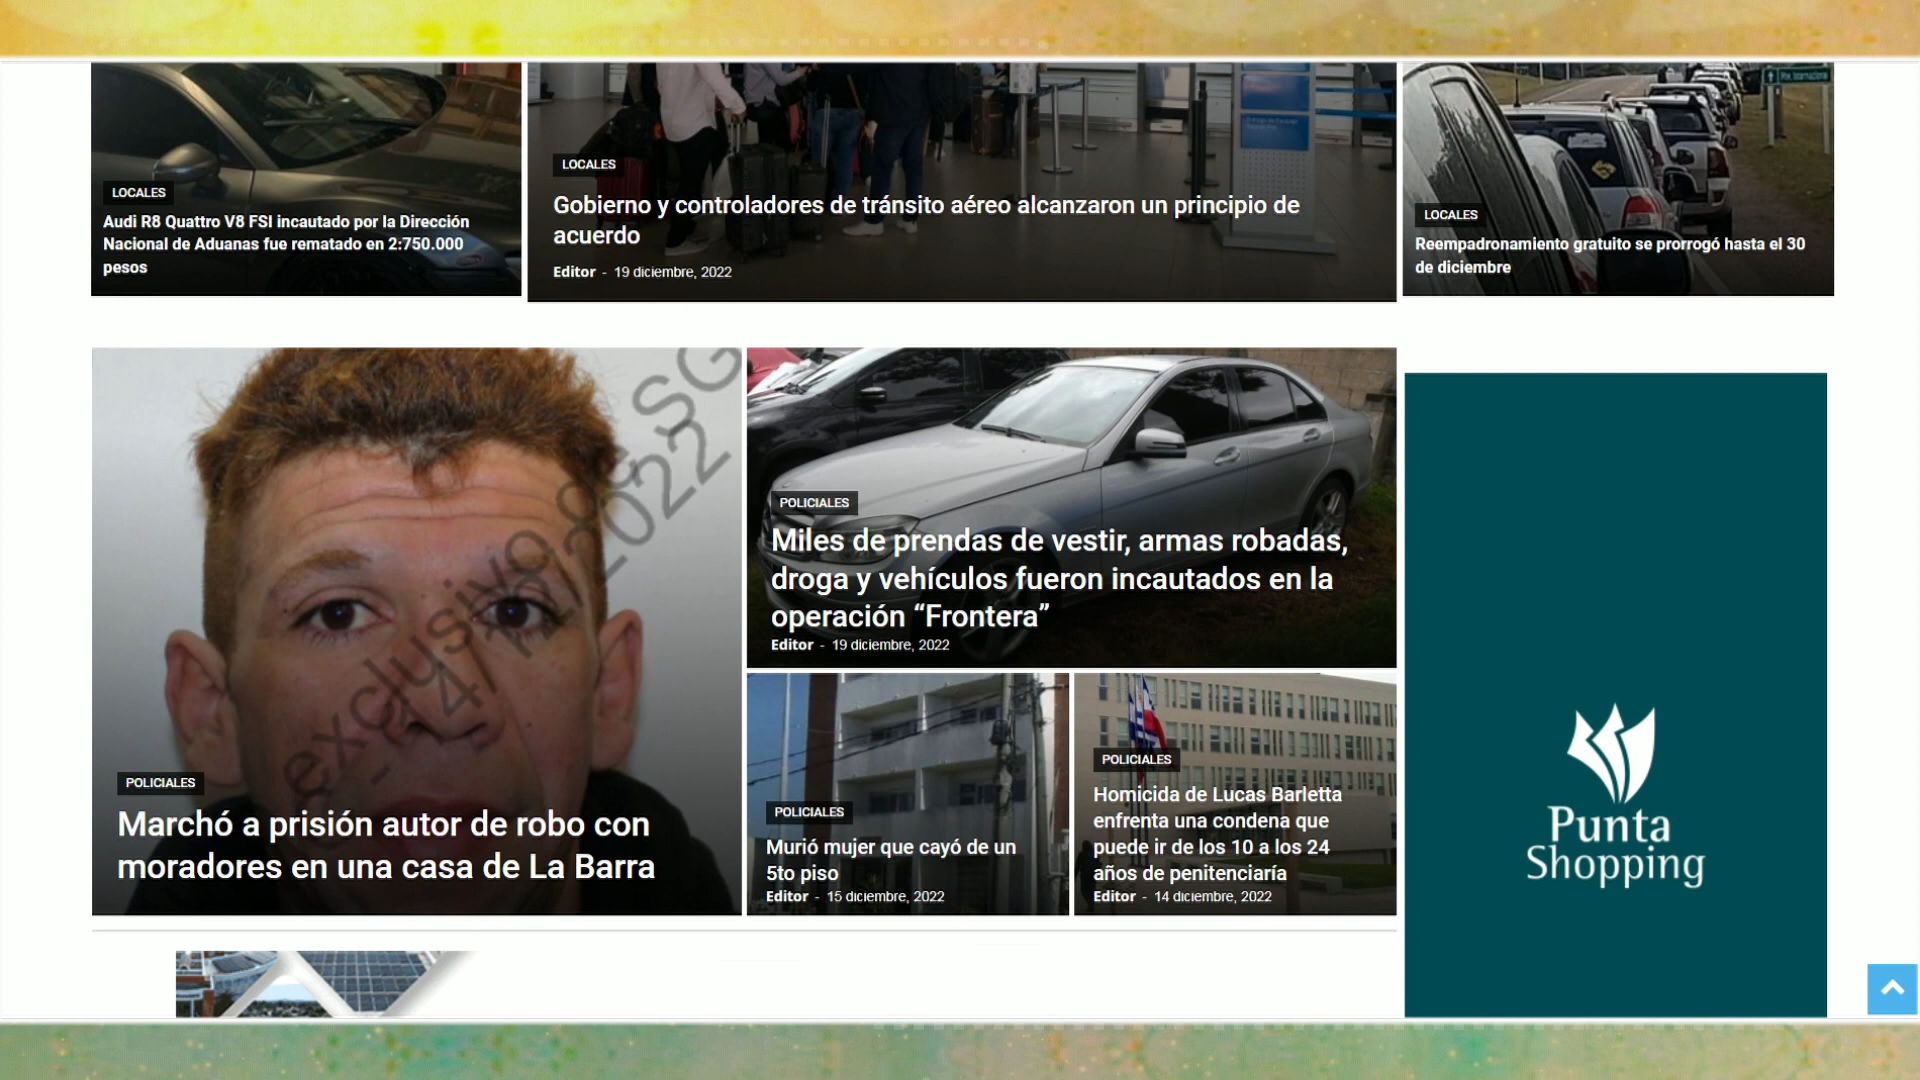 LOCALES
Audi R8 Quattro V8 FSI incautado por la Dirección
Nacional de Aduanas fue rematado en 2:750.000
pesos
LOCALES
Gobierno y controladores de tránsito aéreo alcanzaron un principio de
acuerdo
Editor - 19 diciembre, 2022
LOCALES
Reempadronamiento gratuito se prorrogó hasta el 30
de diciembre
exclusivo
SG
2022
POLICIALES
Marchó a prisión autor de robo con
moradores en una casa de La Barra
POLICIALES
Miles de prendas de vestir, armas robadas,
droga y vehículos fueron incautados en la
operación “Frontera”
Editor - 19 diciembre, 2022
POLICIALES
Murió mujer que cayó de un
5to piso
Editor - 15 diciembre, 2022
POLICIALES
Homicida de Lucas Barletta
enfrenta una condena que
puede ir de los 10 a los 24
años de penitenciaría
Editor - 14 diciembre, 2022
Punta
Shopping